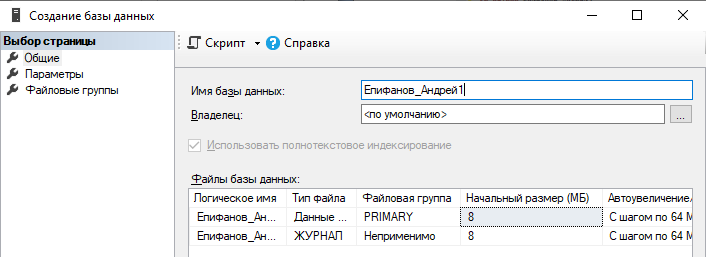 Создание базы данных
Выбор страницы
Общие
Параметры
Файловые группы
Скрипт Справка
Имя базы данных: Епифанов_Андрей1
Владелец: <по умолчанию> ...
Использовать полнотекстовое индексирование
Файлы базы данных:
Логическое имя Тип файла Файловая группа Начальный размер (МБ) Автоувеличение/
Епифанов_Ан... Данные ... PRIMARY 8 С шагом по 64 М
Епифанов_Ан... ЖУРНАЛ Неприменимо 8 С шагом по 64 М